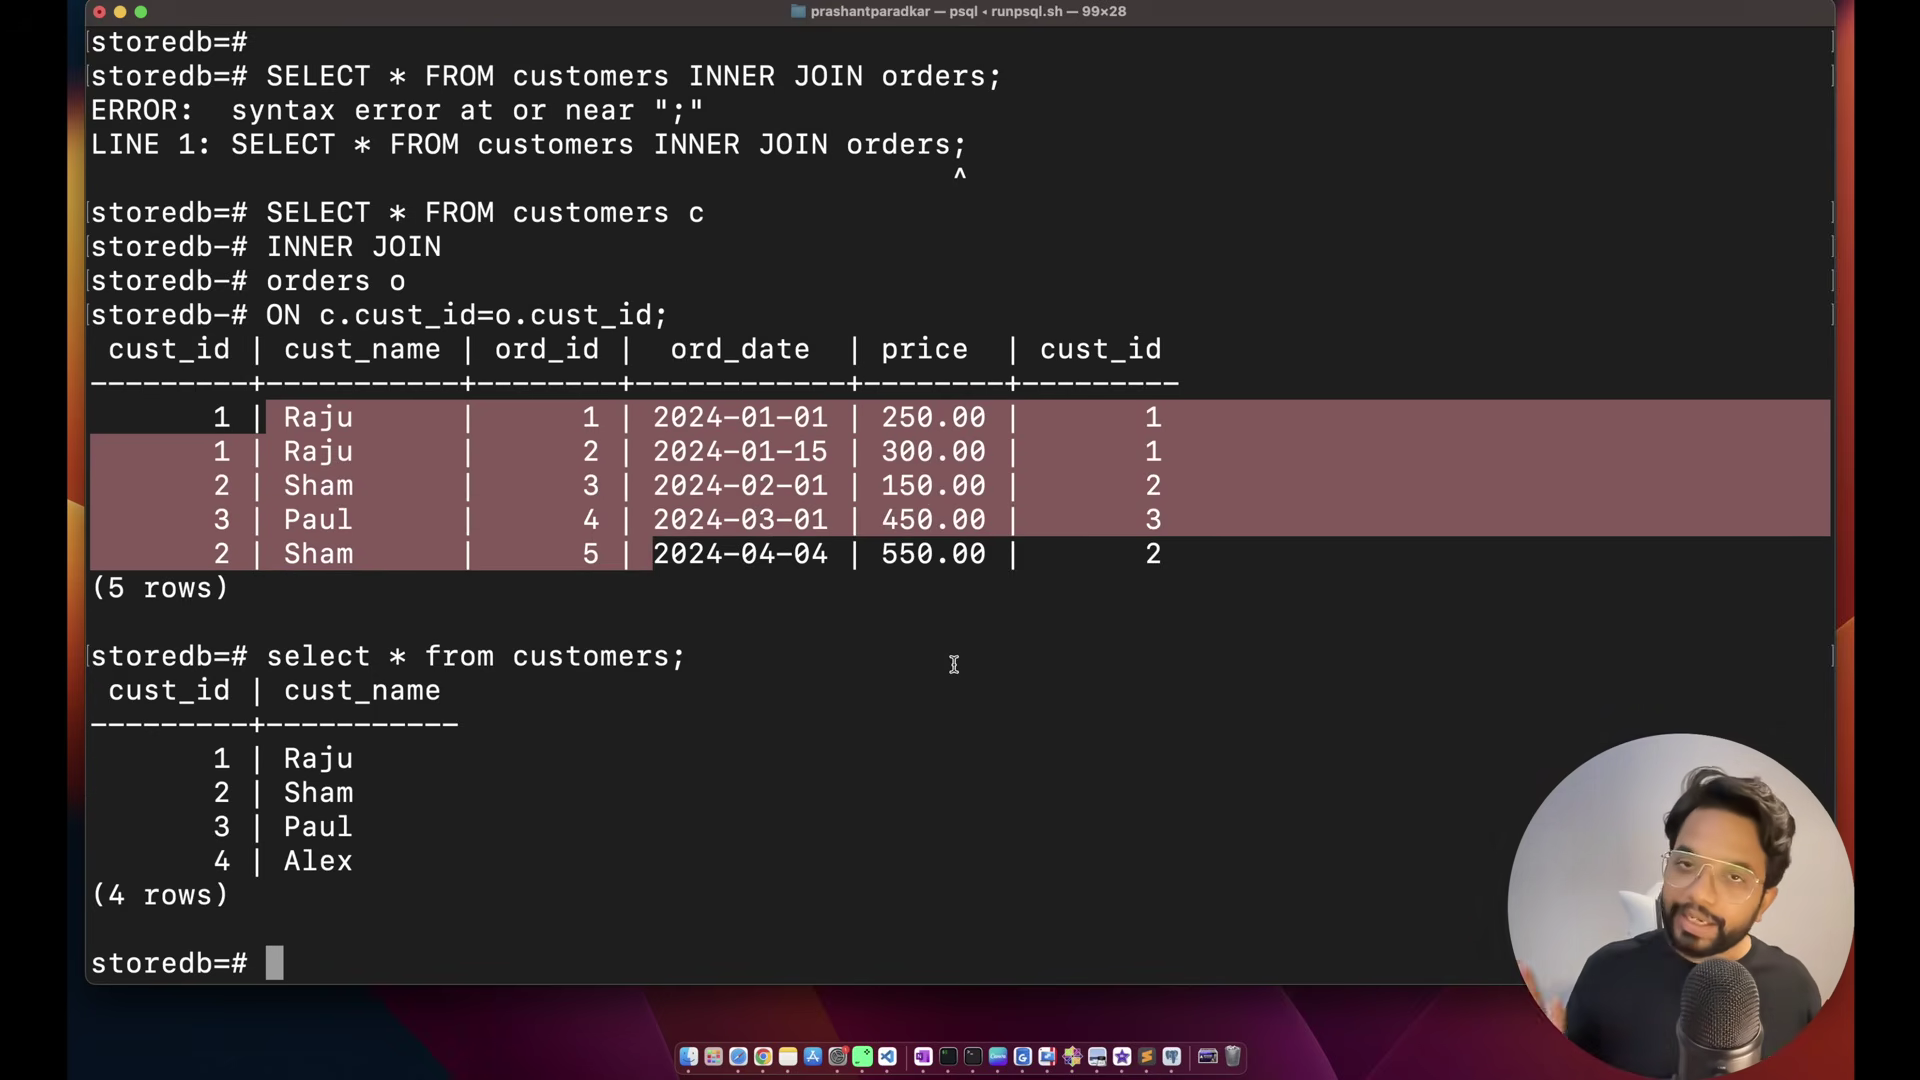 prashantparadkar — psql ◂ runpsql.sh — 99×28
storedb=#
storedb=# SELECT * FROM customers INNER JOIN orders;
ERROR:  syntax error at or near ";"
LINE 1: SELECT * FROM customers INNER JOIN orders;
^
storedb=# SELECT * FROM customers c
storedb-# INNER JOIN
storedb-# orders o
storedb-# ON c.cust_id=o.cust_id;
 cust_id | cust_name | ord_id |  ord_date  | price  | cust_id
---------+-----------+--------+------------+--------+---------
       1 | Raju      |      1 | 2024-01-01 | 250.00 |       1
       1 | Raju      |      2 | 2024-01-15 | 300.00 |       1
       2 | Sham      |      3 | 2024-02-01 | 150.00 |       2
       3 | Paul      |      4 | 2024-03-01 | 450.00 |       3
       2 | Sham      |      5 | 2024-04-04 | 550.00 |       2
(5 rows)
storedb=# select * from customers;
 cust_id | cust_name
---------+-----------
       1 | Raju
       2 | Sham
       3 | Paul
       4 | Alex
(4 rows)
storedb=#